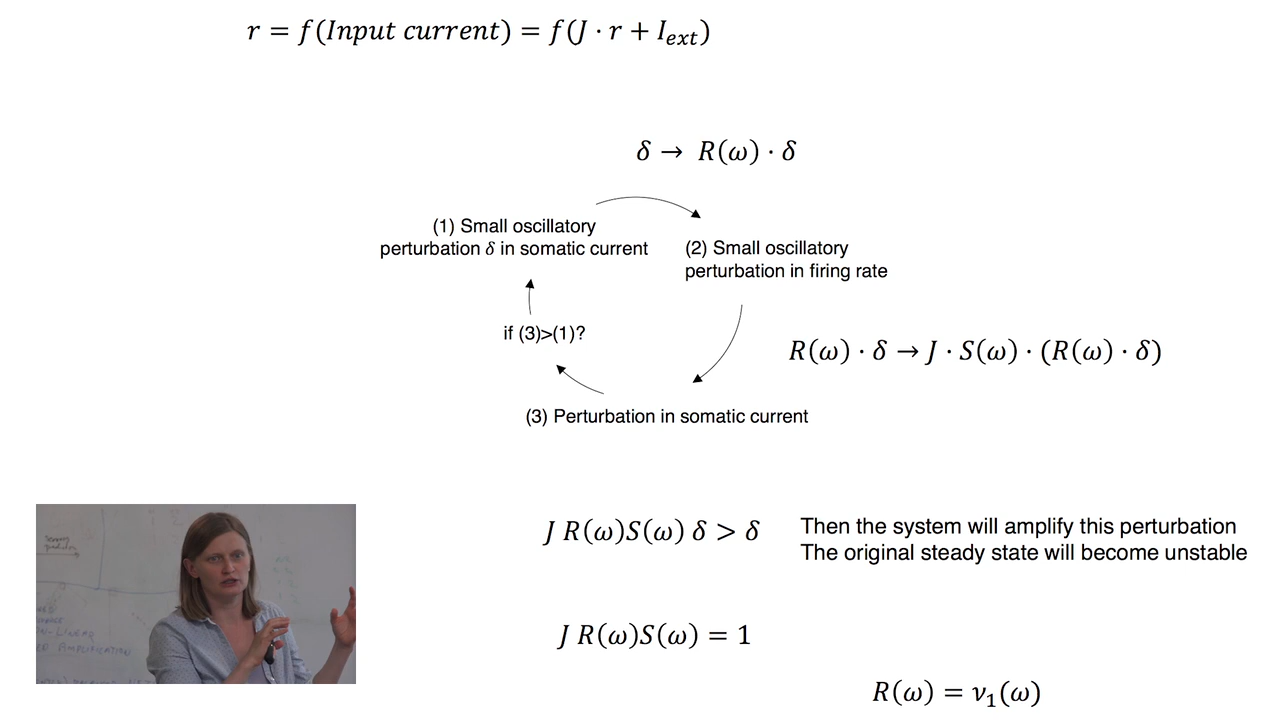 r = f(Input current) = f(J · r + I_ext)
δ → R(ω) · δ
(1) Small oscillatory
perturbation δ in somatic current
(2) Small oscillatory
perturbation in firing rate
if (3)>(1)?
R(ω) · δ → J · S(ω) · (R(ω) · δ)
(3) Perturbation in somatic current
J R(ω)S(ω) δ > δ
Then the system will amplify this perturbation
The original steady state will become unstable
J R(ω)S(ω) = 1
R(ω) = ν₁(ω)
AMPLIFICATION